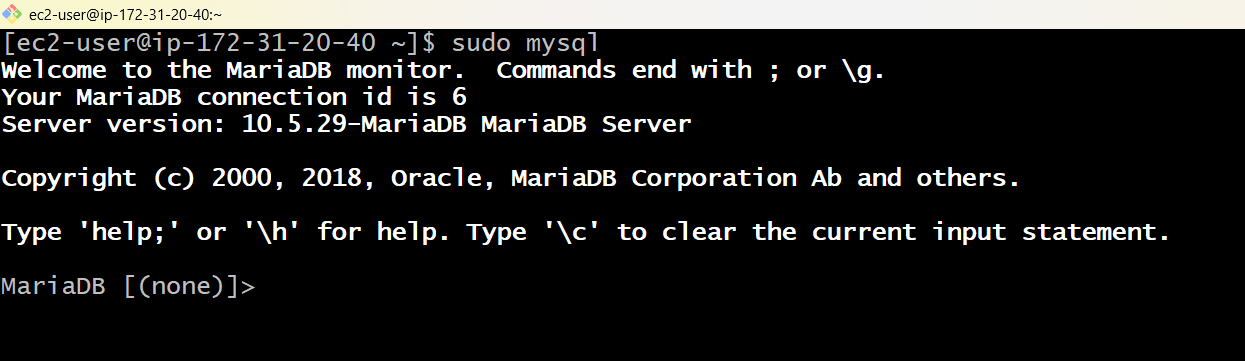 ec2-user@ip-172-31-20-40:~
[ec2-user@ip-172-31-20-40 ~]$ sudo mysql
Welcome to the MariaDB monitor.  Commands end with ; or \g.
Your MariaDB connection id is 6
Server version: 10.5.29-MariaDB MariaDB Server
Copyright (c) 2000, 2018, Oracle, MariaDB Corporation Ab and others.
Type 'help;' or '\h' for help. Type '\c' to clear the current input statement.
MariaDB [(none)]>